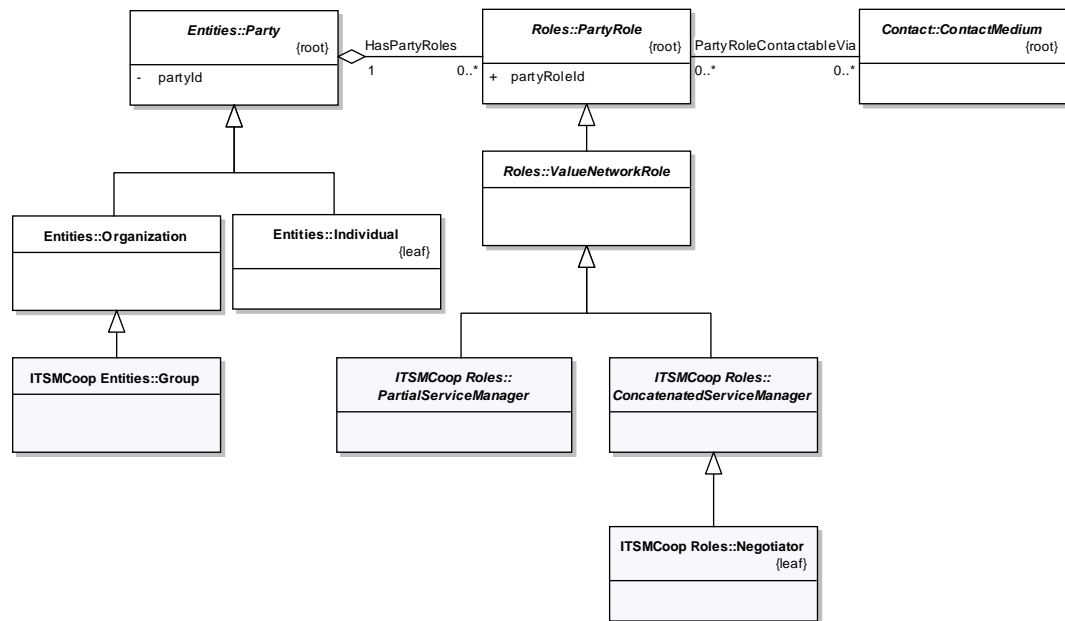 Entities::Party
{root}
- partyId
HasPartyRoles
1
0..*
Roles::PartyRole
{root}
+ partyRoleId
PartyRoleContactableVia
0..*
0..*
Contact::ContactMedium
{root}
Roles::ValueNetworkRole
Entities::Organization
Entities::Individual
{leaf}
ITSMCoop Entities::Group
ITSMCoop Roles::
PartialServiceManager
ITSMCoop Roles::
ConcatenatedServiceManager
ITSMCoop Roles::Negotiator
{leaf}